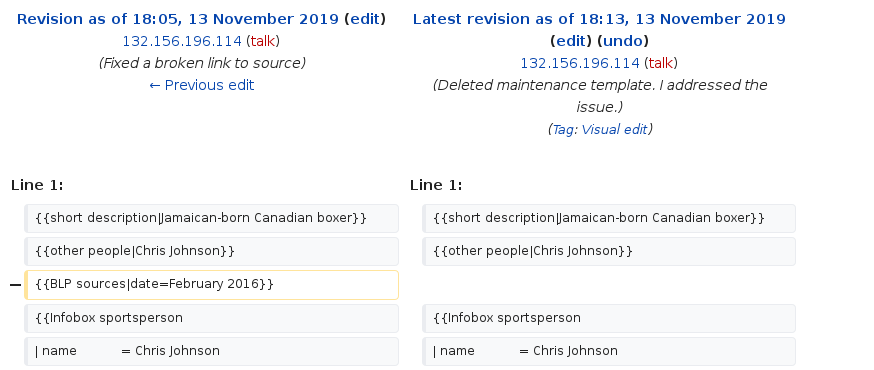 Revision as of 18:05, 13 November 2019 (edit)
132.156.196.114 (talk)
(Fixed a broken link to source)
← Previous edit
Latest revision as of 18:13, 13 November 2019
(edit) (undo)
132.156.196.114 (talk)
(Deleted maintenance template. I addressed the
issue.)
(Tag: Visual edit)
Line 1:
Line 1:
{{short description|Jamaican-born Canadian boxer}}
{{short description|Jamaican-born Canadian boxer}}
{{other people|Chris Johnson}}
{{other people|Chris Johnson}}
− {{BLP sources|date=February 2016}}
{{Infobox sportsperson
{{Infobox sportsperson
| name = Chris Johnson
| name = Chris Johnson